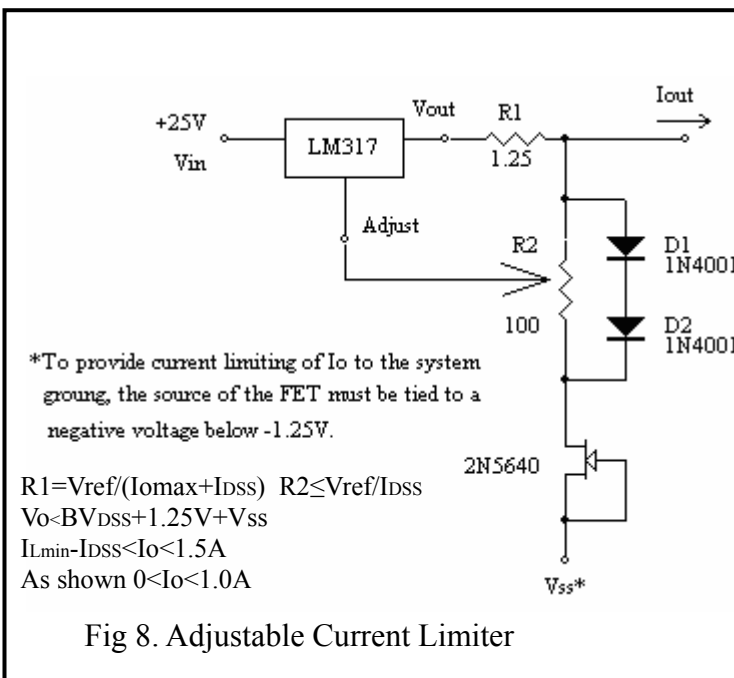 +25V
Vin
LM317
Vout
R1
1.25
Iout
Adjust
R2
100
D1
1N4001
D2
1N4001
*To provide current limiting of Io to the system
groung, the source of the FET must be tied to a
negative voltage below -1.25V.
2N5640
R1=Vref/(Iomax+IDSS) R2≤Vref/IDSS
Vo<BVDSS+1.25V+Vss
ILmin-IDSS<Io<1.5A
As shown 0<Io<1.0A
Vss*
Fig 8. Adjustable Current Limiter